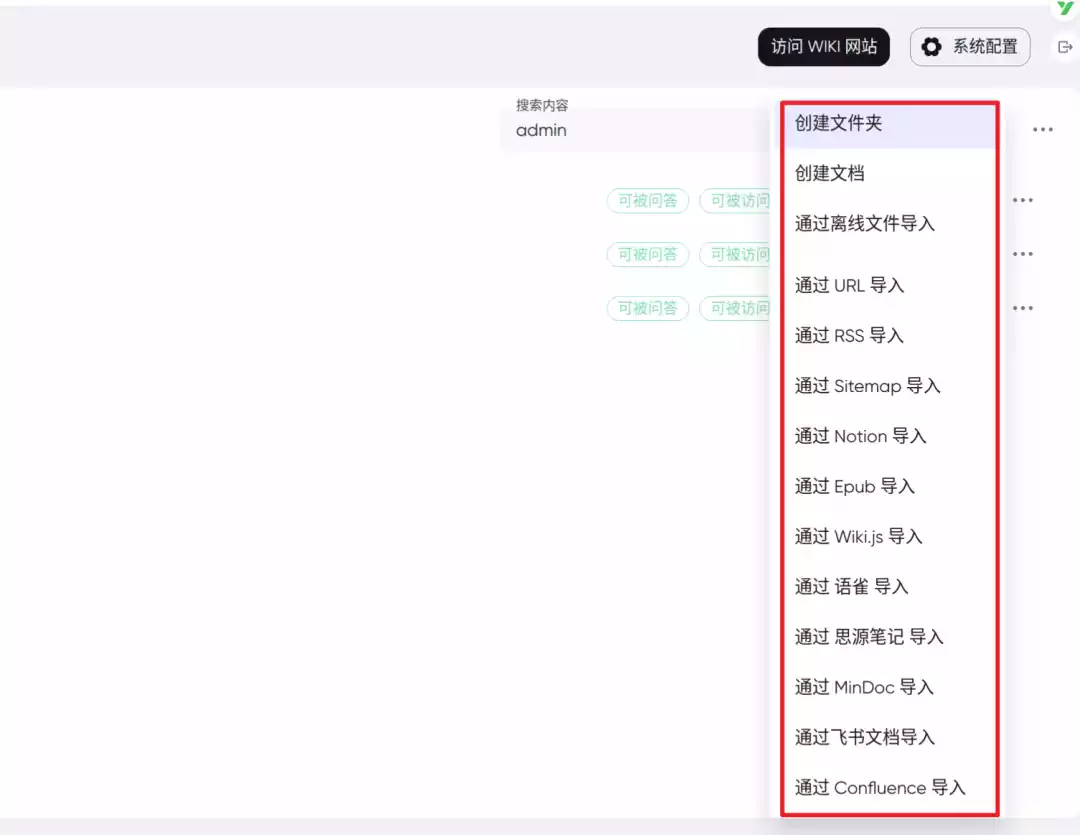 访问 WIKI 网站
系统配置
搜索内容
admin
可被问答 可被访问
可被问答 可被访问
可被问答 可被访问
创建文件夹
创建文档
通过离线文件导入
通过 URL 导入
通过 RSS 导入
通过 Sitemap 导入
通过 Notion 导入
通过 Epub 导入
通过 Wiki.js 导入
通过 语雀 导入
通过 思源笔记 导入
通过 MinDoc 导入
通过飞书文档导入
通过 Confluence 导入